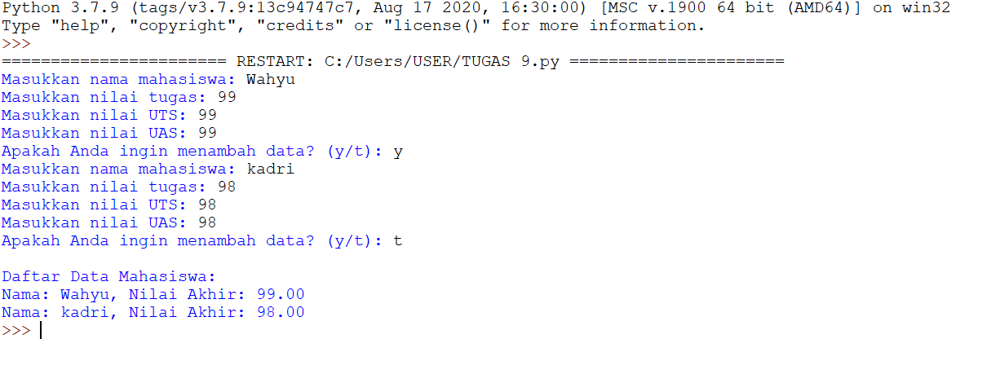 Python 3.7.9 (tags/v3.7.9:13c94747c7, Aug 17 2020, 16:30:00) [MSC v.1900 64 bit (AMD64)] on win32
Type "help", "copyright", "credits" or "license()" for more information.
>>>
======================= RESTART: C:/Users/USER/TUGAS 9.py ======================
Masukkan nama mahasiswa: Wahyu
Masukkan nilai tugas: 99
Masukkan nilai UTS: 99
Masukkan nilai UAS: 99
Apakah Anda ingin menambah data? (y/t): y
Masukkan nama mahasiswa: kadri
Masukkan nilai tugas: 98
Masukkan nilai UTS: 98
Masukkan nilai UAS: 98
Apakah Anda ingin menambah data? (y/t): t
Daftar Data Mahasiswa:
Nama: Wahyu, Nilai Akhir: 99.00
Nama: kadri, Nilai Akhir: 98.00
>>>